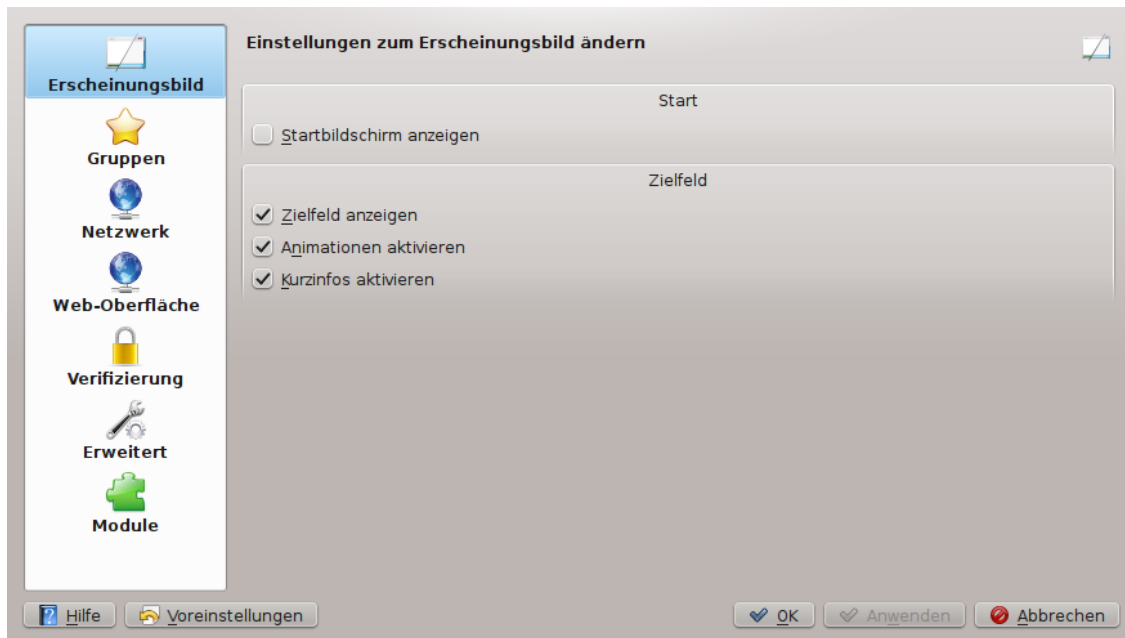 Einstellungen zum Erscheinungsbild ändern
Erscheinungsbild
Gruppen
Netzwerk
Web-Oberfläche
Verifizierung
Erweitert
Module
Start
Startbildschirm anzeigen
Zielfeld
Zielfeld anzeigen
Animationen aktivieren
Kurzinfos aktivieren
Hilfe
Voreinstellungen
OK
Anwenden
Abbrechen